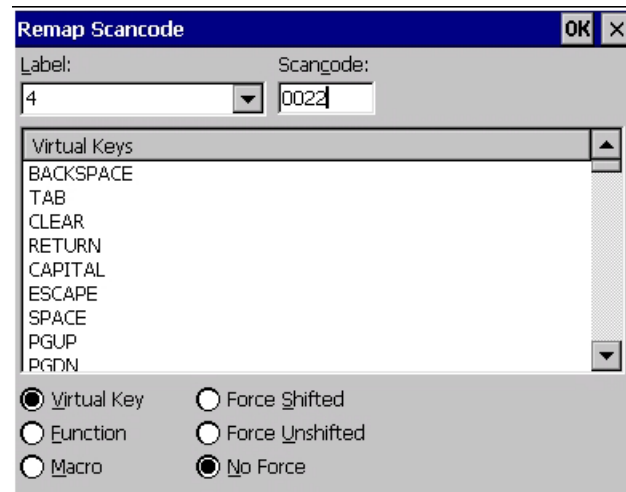 Remap Scancode OK ×
Label: Scancode:
4 0022
Virtual Keys
BACKSPACE
TAB
CLEAR
RETURN
CAPITAL
ESCAPE
SPACE
PGUP
PGDN
Virtual Key Force Shifted
Function Force Unshifted
Macro No Force